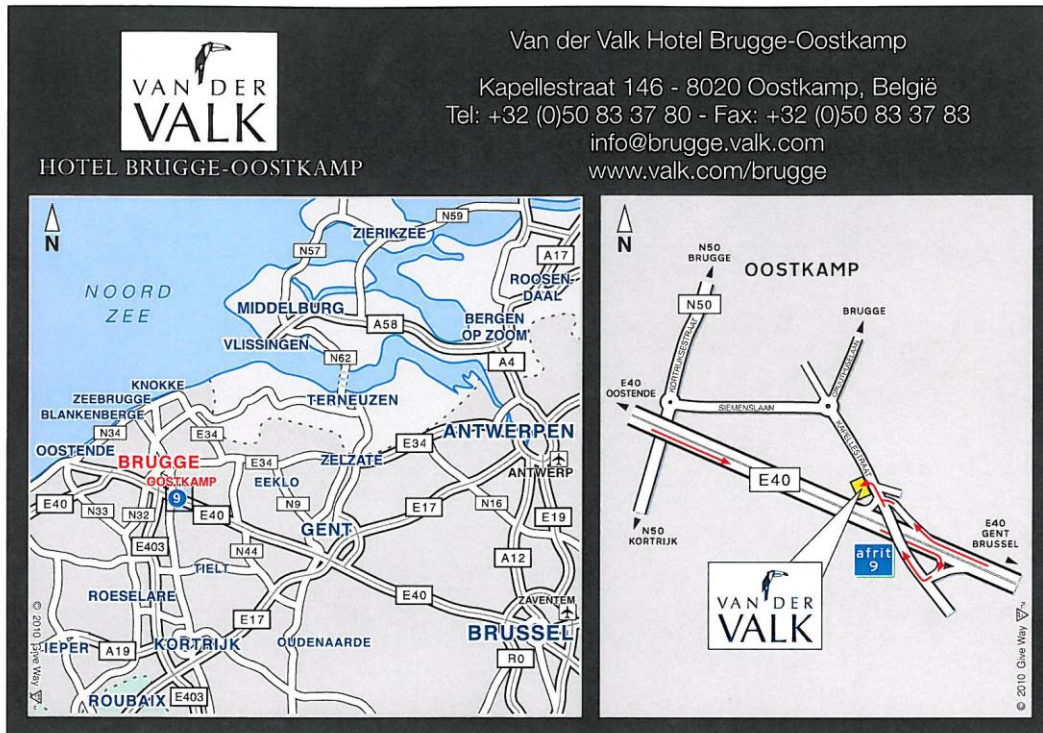 VAN DER
VALK
HOTEL BRUGGE-OOSTKAMP
Van der Valk Hotel Brugge-Oostkamp
Kapellestraat 146 - 8020 Oostkamp, België
Tel: +32 (0)50 83 37 80 - Fax: +32 (0)50 83 37 83
info@brugge.valk.com
www.valk.com/brugge
N
NOORD
ZEE
N59
ZIERIKZEE
N57
A17
ROOSEN-
DAAL
MIDDELBURG
A58
BERGEN
OP ZOOM
VLISSINGEN
N62
A4
KNOKKE
ZEEBRUGGE
BLANKENBERGE
TERNEUZEN
N34
E34
E34
ANTWERPEN
OOSTENDE
BRUGGE
OOSTKAMP
E34
ZELZATE
ANTWERP
EEKLO
9
E40
N33
N32
E40
N9
E17
N16
E19
GENT
E403
N44
A12
TIELT
ROESELARE
E40
ZAVENTEM
E17
OUDENAARDE
BRUSSEL
IEPER
A19
KORTRIJK
R0
ROUBAIX
E403
© 2010 Give Way
N
N50
BRUGGE
OOSTKAMP
N50
BRUGGE
KORTRIJKSESTRAAT
E40
OOSTENDE
SIEMENSLAAN
KAPELLESTRAAT
E40
N50
KORTRIJK
E40
GENT
BRUSSEL
afrit
9
VAN DER
VALK
© 2010 Give Way